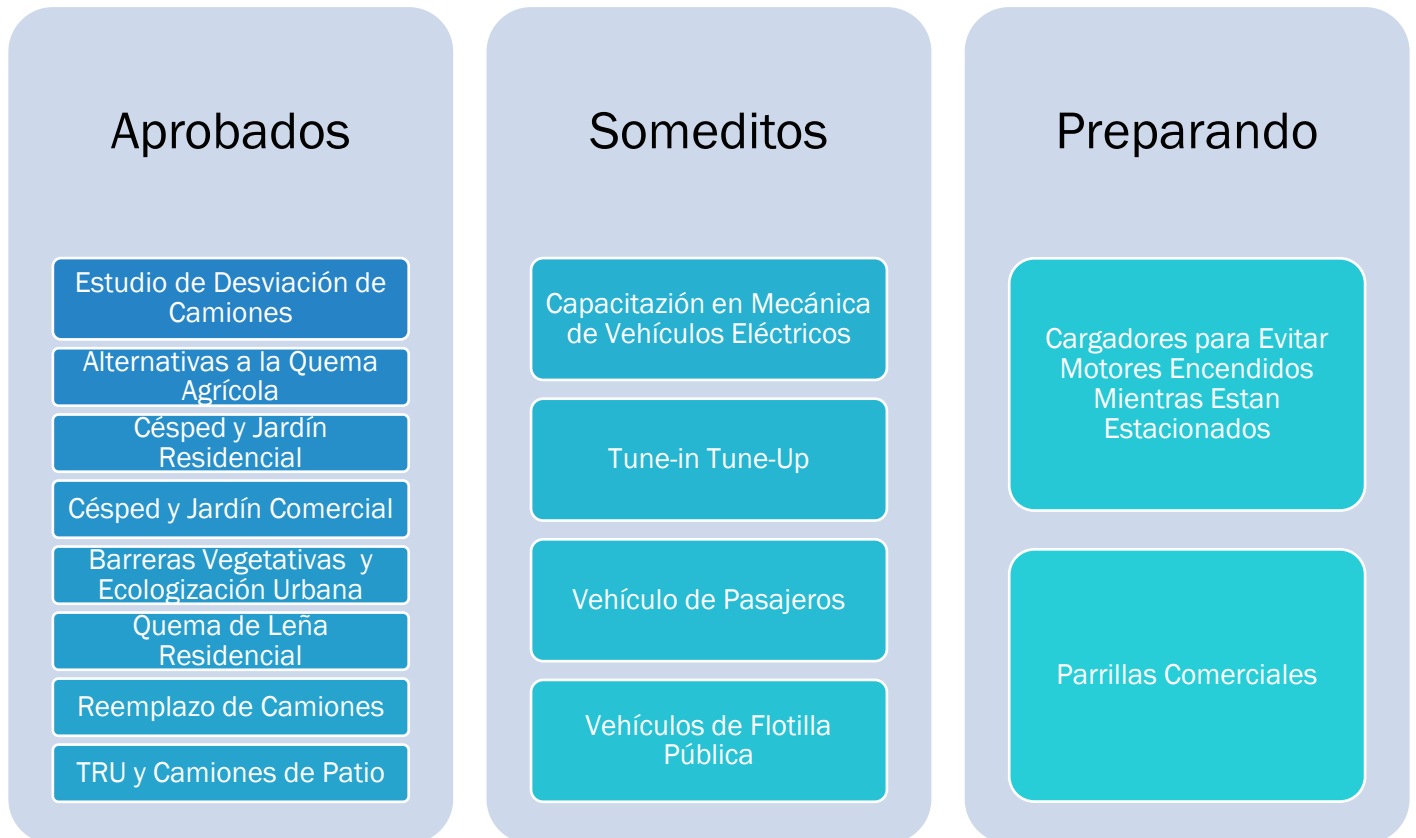 Aprobados
Estudio de Desviación de
Camiones
Alternativas a la Quema
Agrícola
Césped y Jardín
Residencial
Césped y Jardín Comercial
Barreras Vegetativas y
Ecologización Urbana
Quema de Leña
Residencial
Reemplazo de Camiones
TRU y Camiones de Patio
Someditos
Capacitazión en Mecánica
de Vehículos Eléctricos
Tune-in Tune-Up
Vehículo de Pasajeros
Vehículos de Flotilla
Pública
Preparando
Cargadores para Evitar
Motores Encendidos
Mientras Estan
Estacionados
Parrillas Comerciales